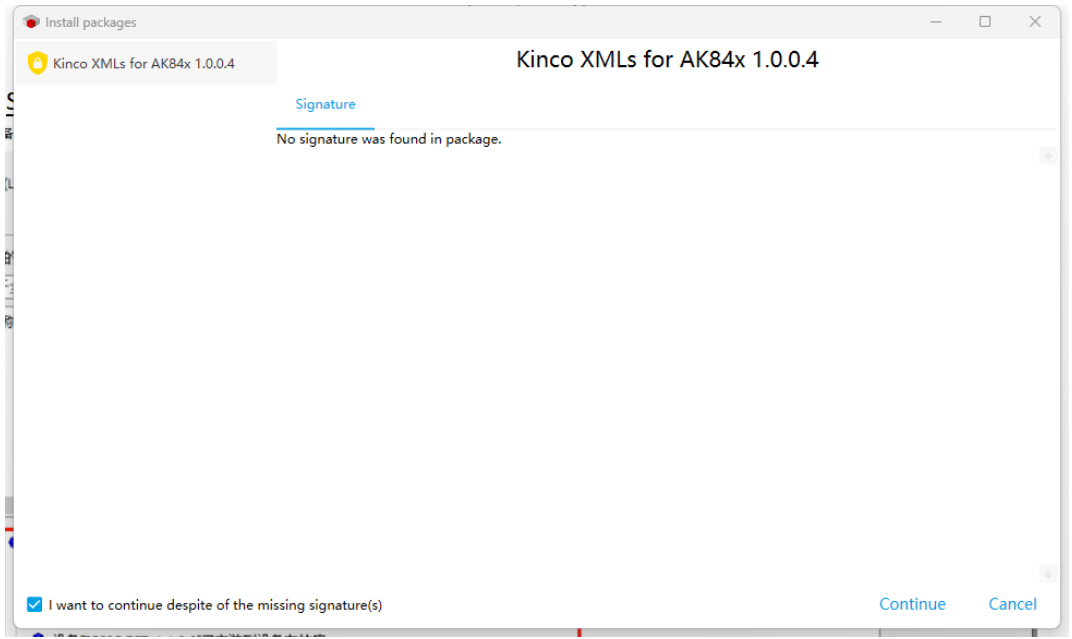 Install packages
Kinco XMLs for AK84x 1.0.0.4
Kinco XMLs for AK84x 1.0.0.4
Signature
No signature was found in package.
I want to continue despite of the missing signature(s)
Continue
Cancel